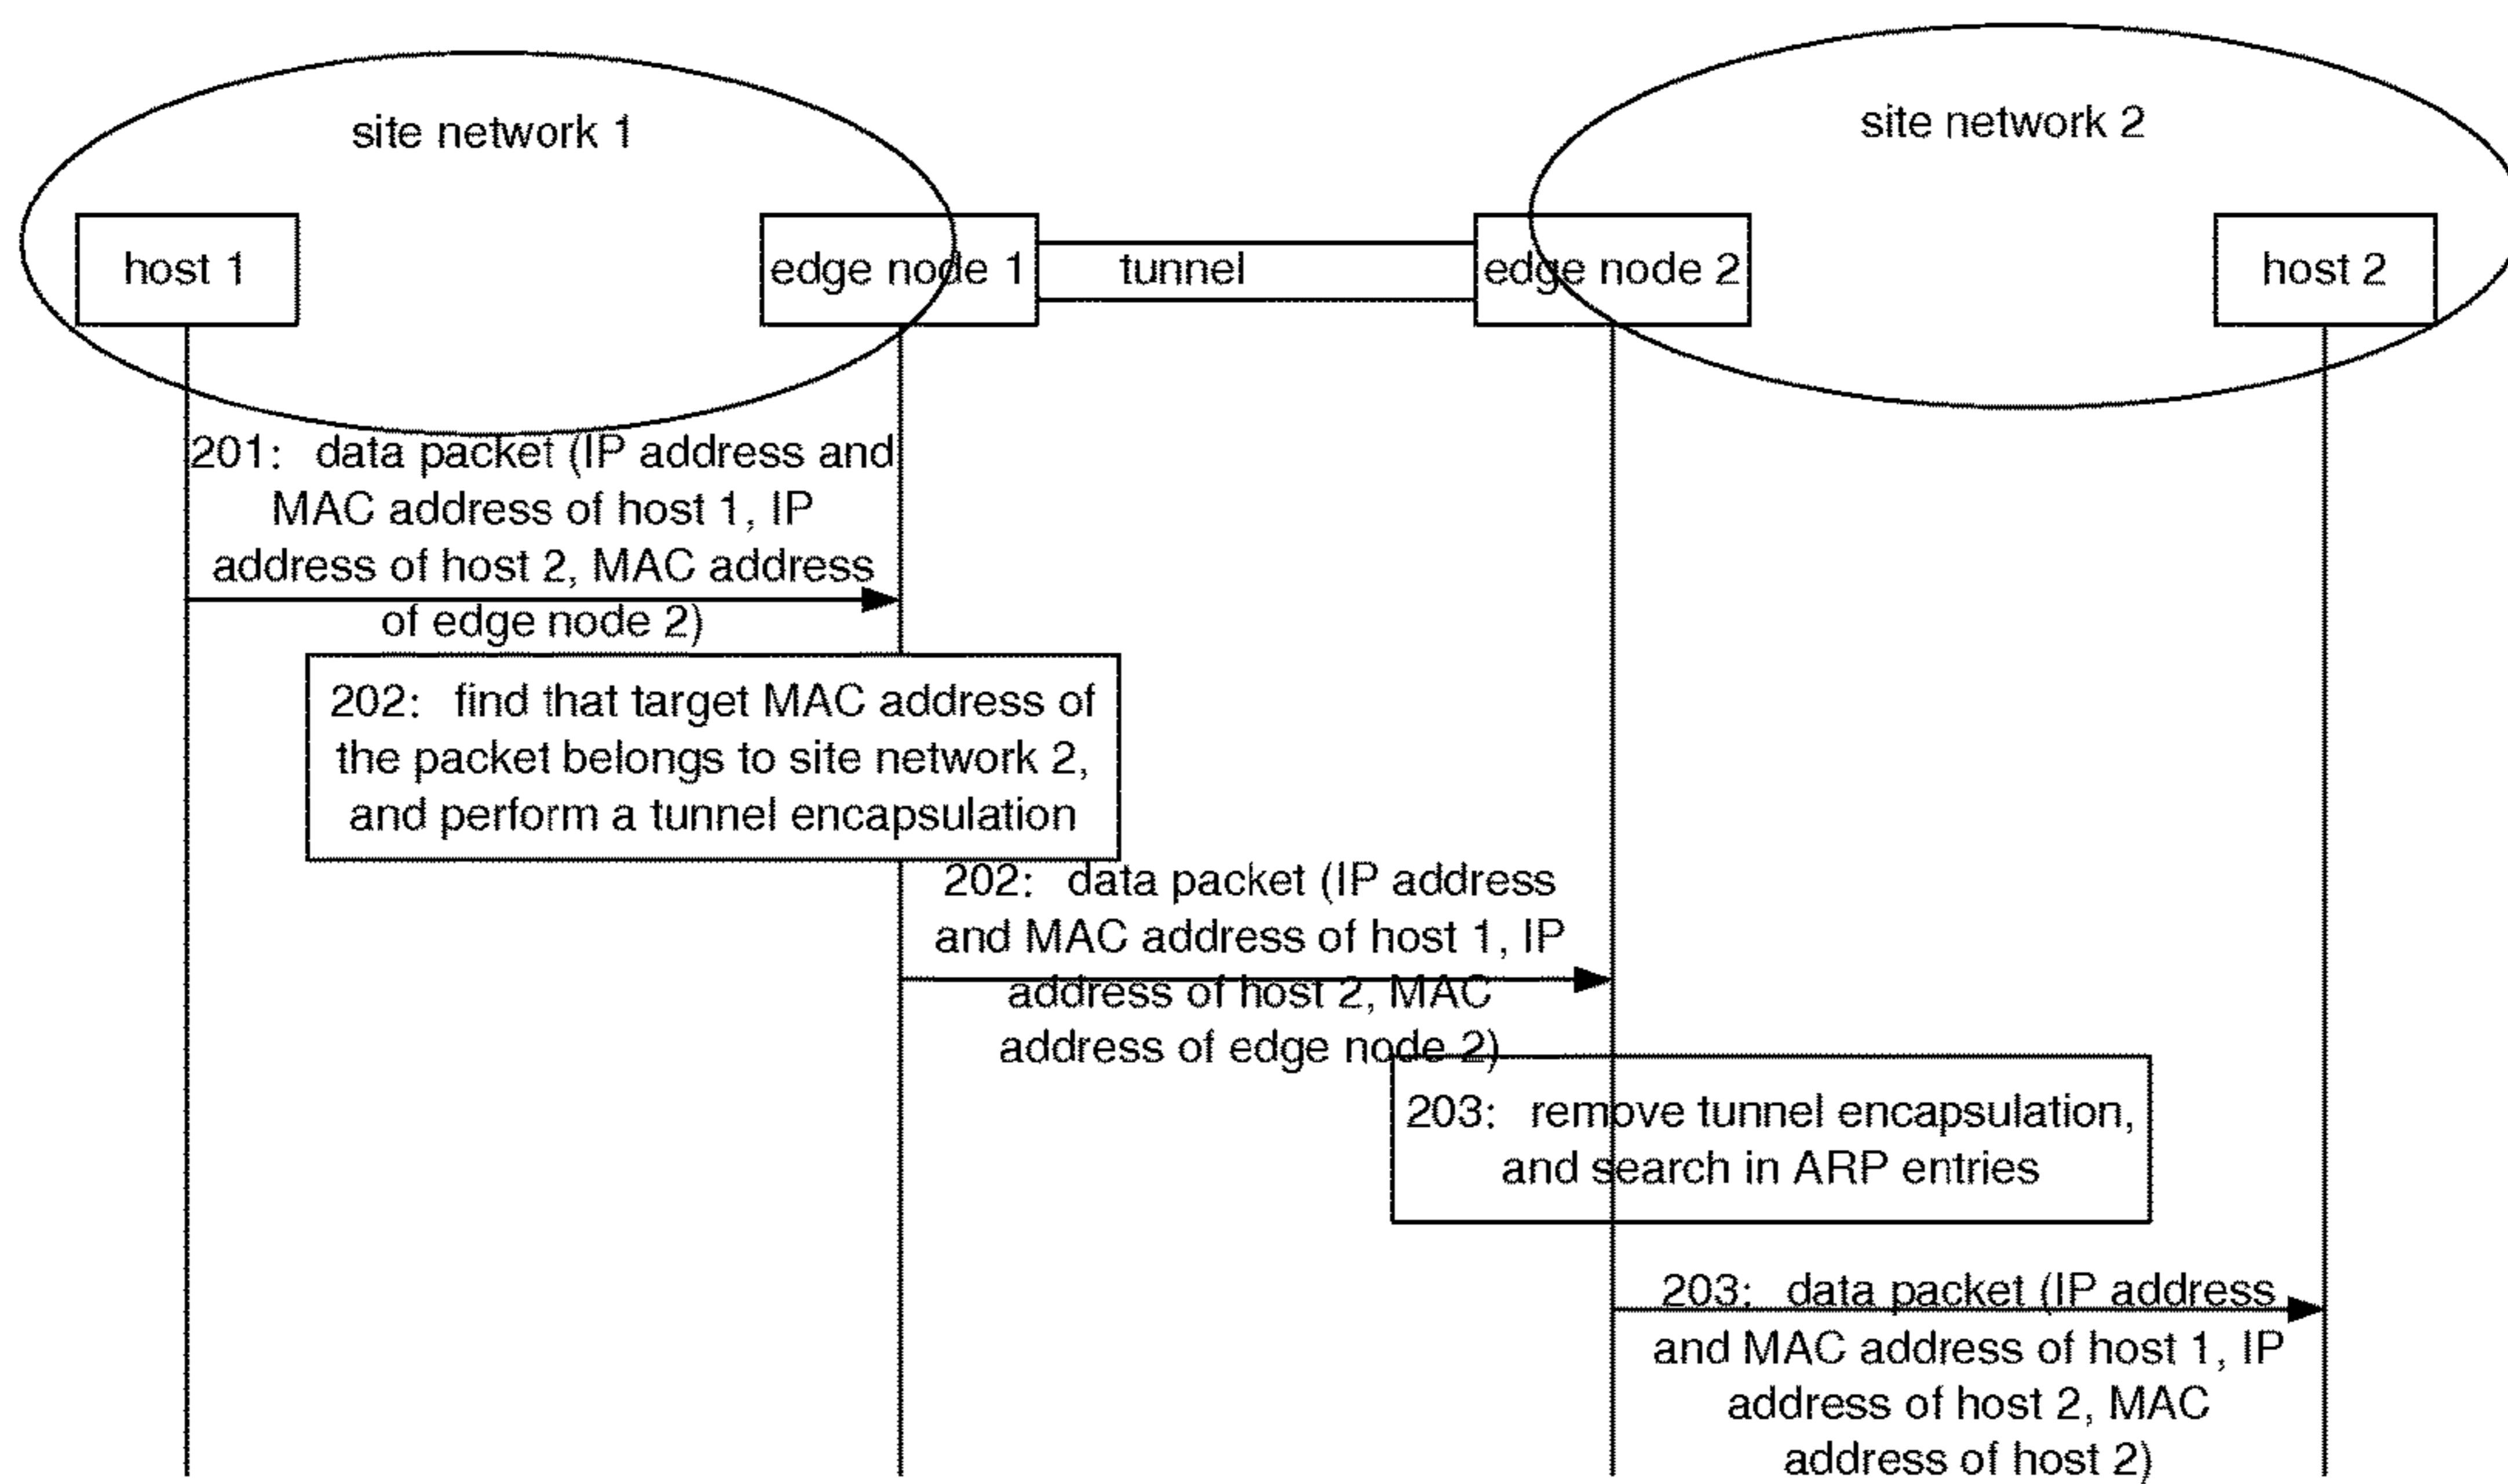 site network 1
site network 2
host 1
edge node 1
tunnel
edge node 2
host 2
201: data packet (IP address and
MAC address of host 1, IP
address of host 2, MAC address
of edge node 2)
202: find that target MAC address of
the packet belongs to site network 2,
and perform a tunnel encapsulation
202: data packet (IP address
and MAC address of host 1, IP
address of host 2, MAC
address of edge node 2)
203: remove tunnel encapsulation,
and search in ARP entries
203: data packet (IP address
and MAC address of host 1, IP
address of host 2, MAC
address of host 2)